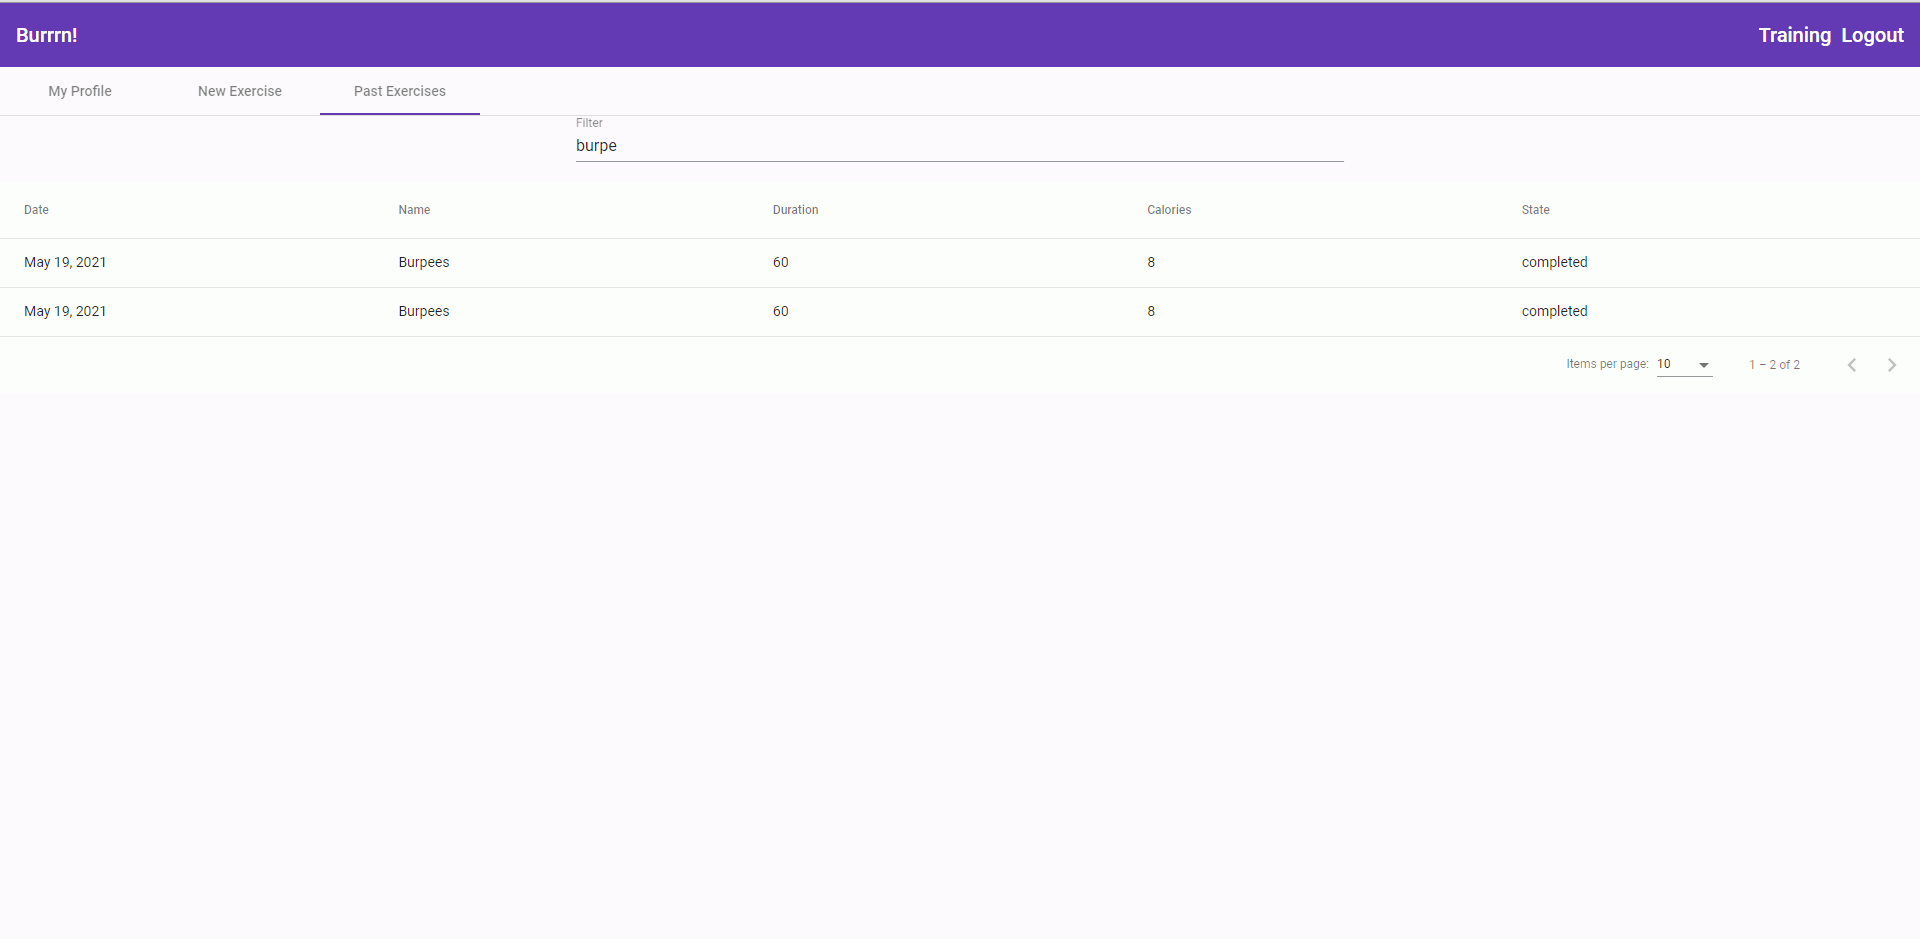 Burrrn! Training Logout
My Profile New Exercise Past Exercises
Filter
burpe
Date Name Duration Calories State
May 19, 2021 Burpees 60 8 completed
May 19, 2021 Burpees 60 8 completed
Items per page: 10 1 – 2 of 2